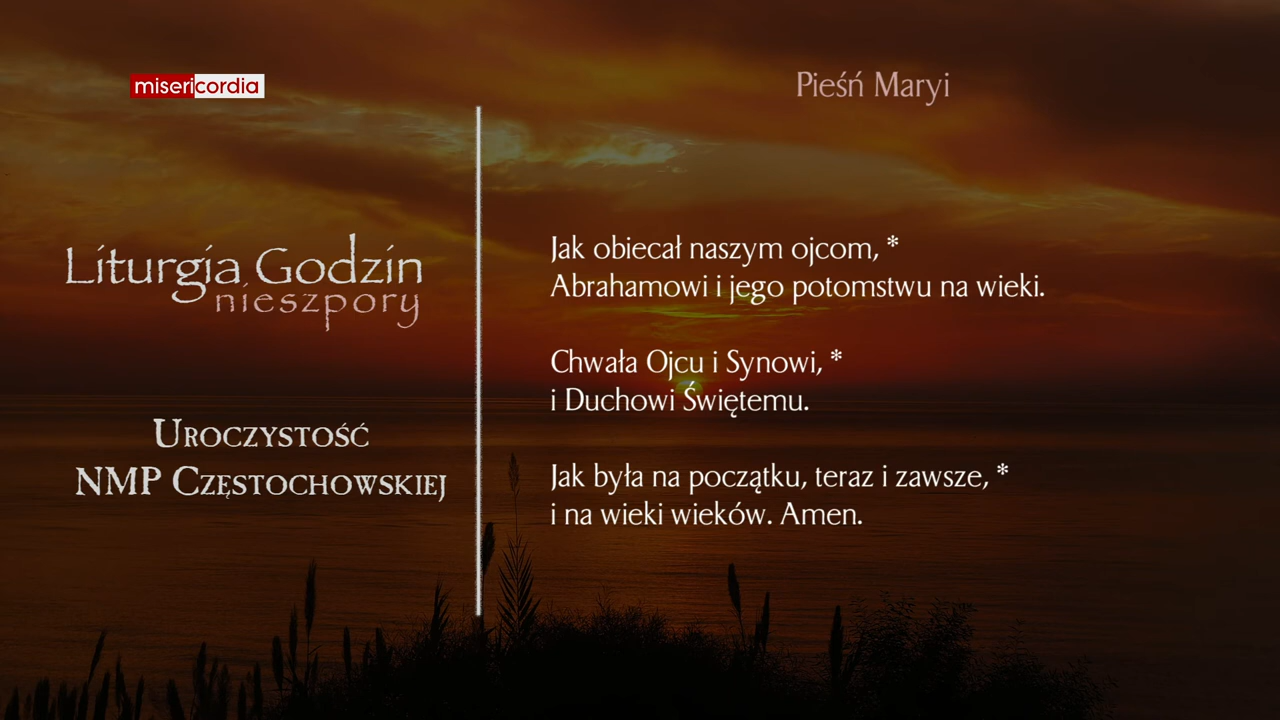 misericordia
Pieśń Maryi
Liturgia Godzin
nieszpory
Uroczystość
NMP Częstochowskiej
Jak obiecał naszym ojcom, *
Abrahamowi i jego potomstwu na wieki.
Chwała Ojcu i Synowi, *
i Duchowi Świętemu.
Jak była na początku, teraz i zawsze, *
i na wieki wieków. Amen.